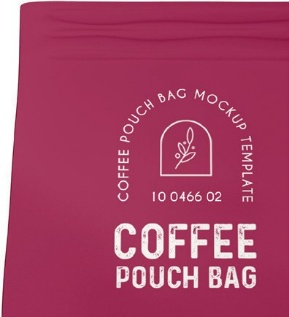 COFFEE POUCH BAG MOCKUP TEMPLATE
10 0466 02
COFFEE
POUCH BAG